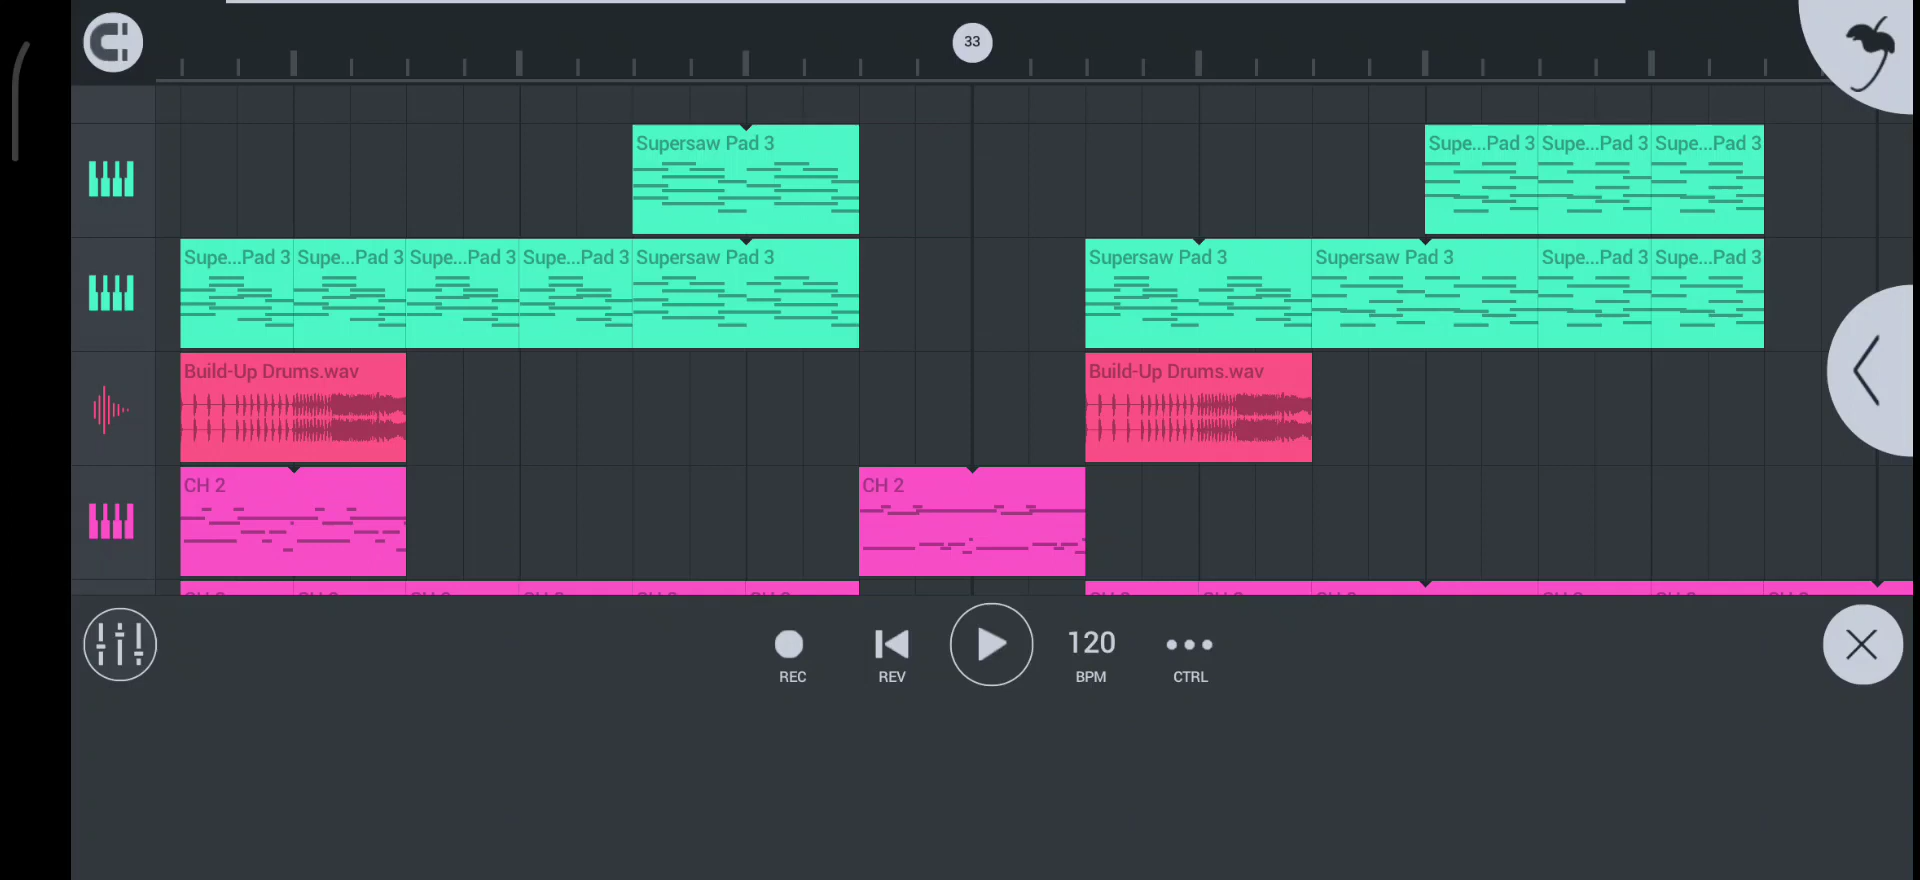 33
Supersaw Pad 3
Supe...Pad 3 Supe...Pad 3 Supe...Pad 3
Supe...Pad 3 Supe...Pad 3 Supe...Pad 3 Supe...Pad 3 Supersaw Pad 3
Supersaw Pad 3 Supersaw Pad 3 Supe...Pad 3 Supe...Pad 3
Build-Up Drums.wav
Build-Up Drums.wav
CH 2
CH 2
120
REC REV BPM CTRL